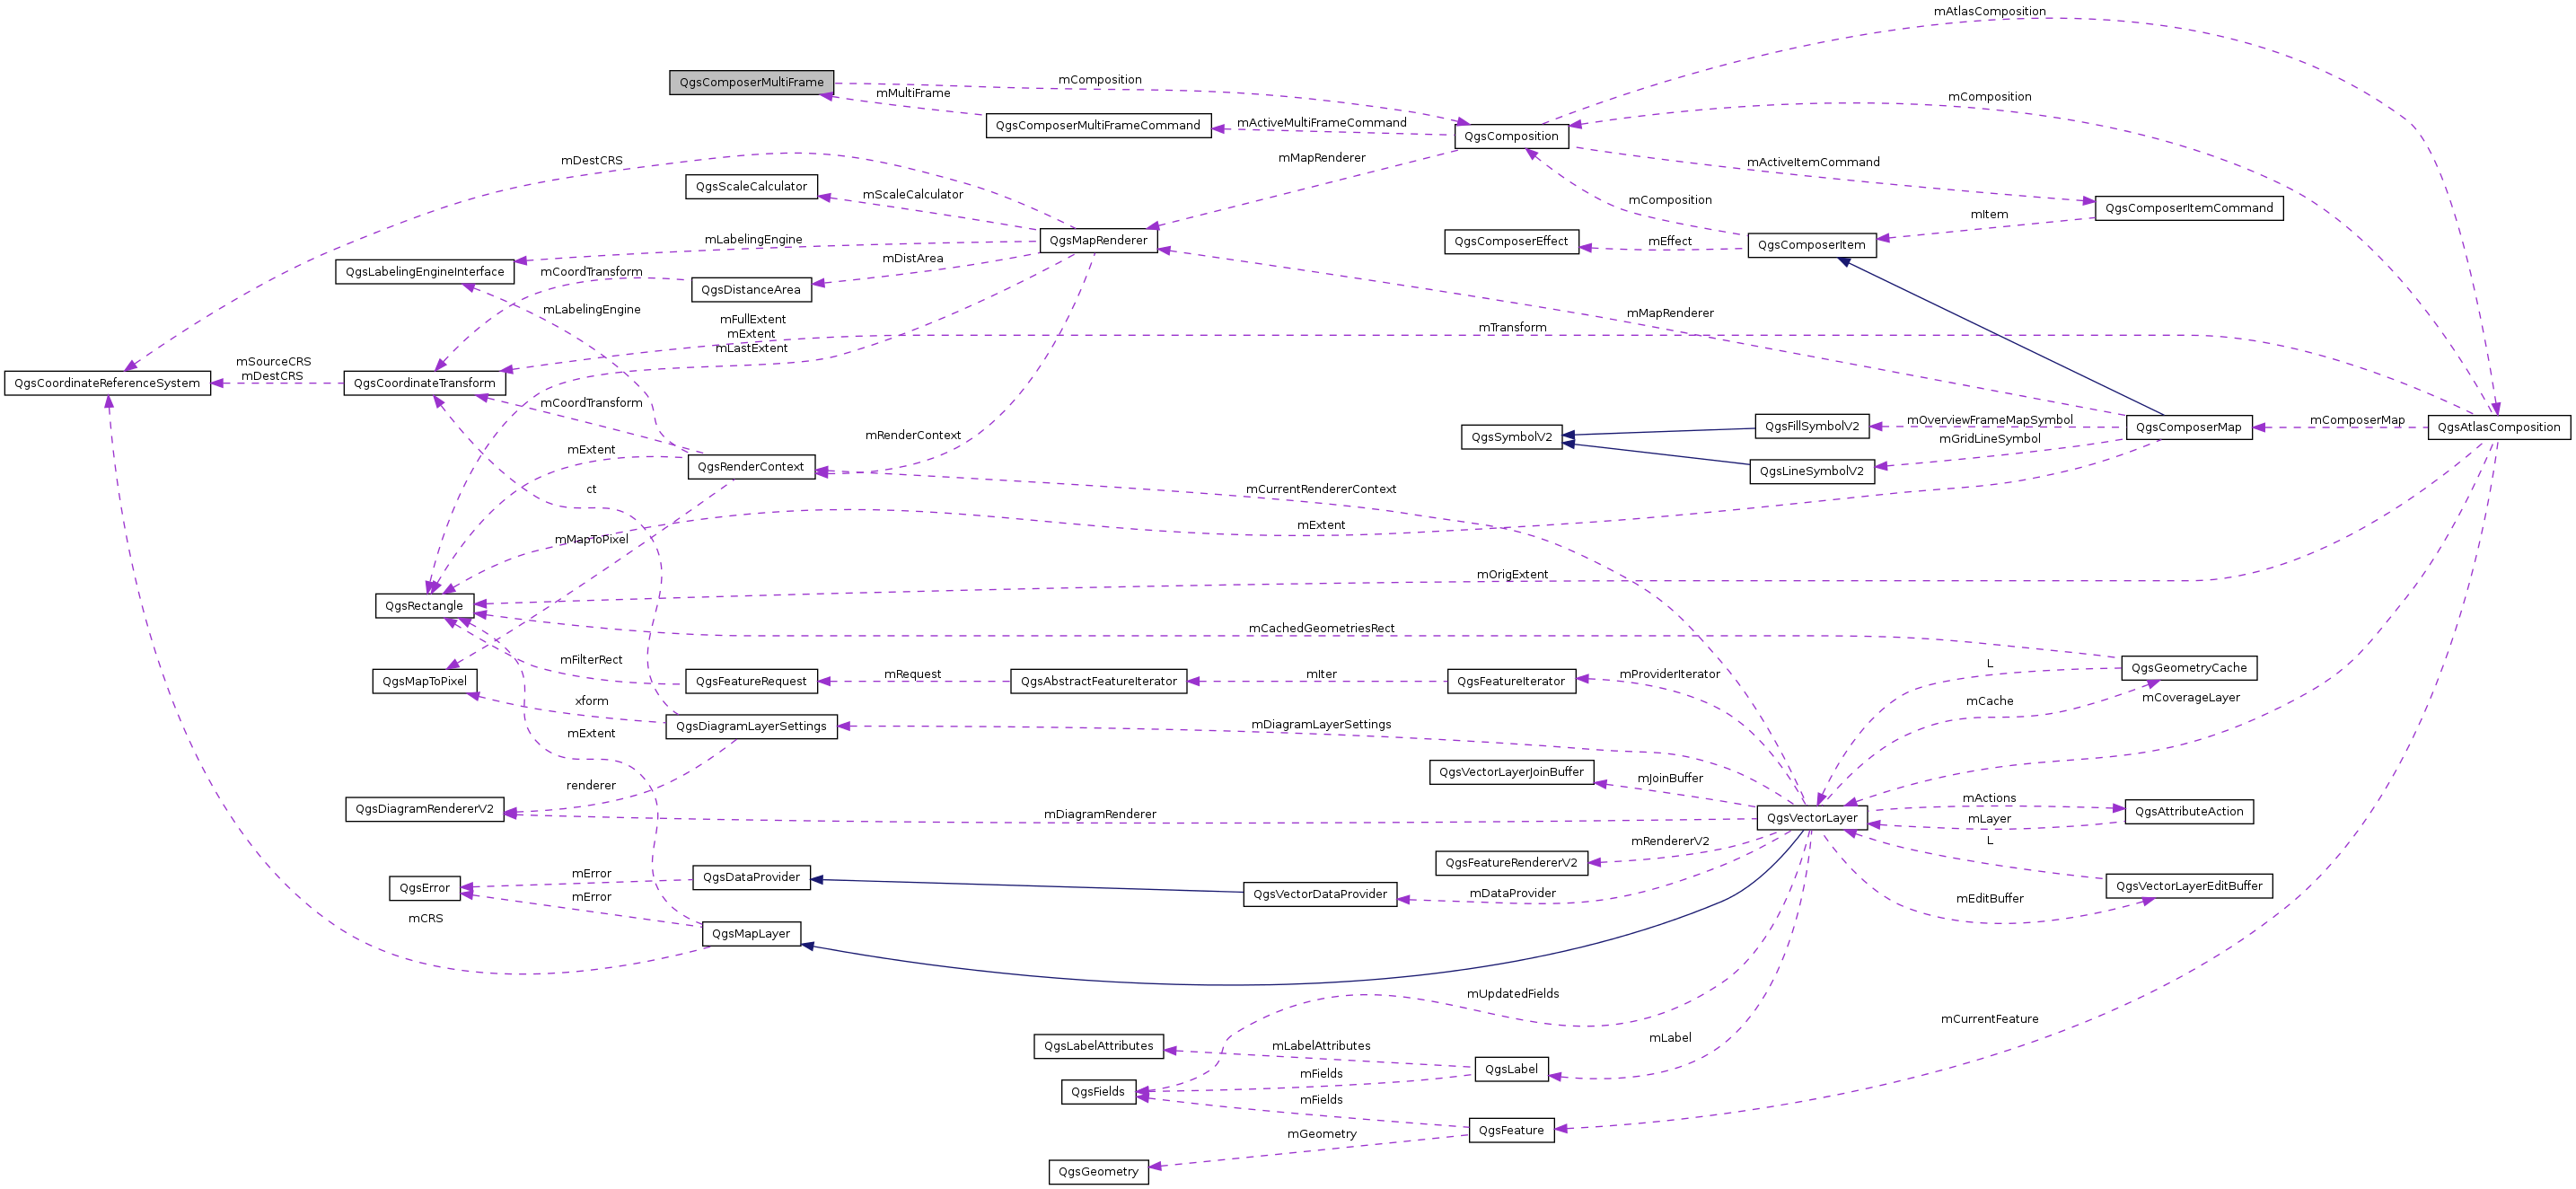 mAtlasComposition
QgsComposerMultiFrame
mComposition
mMultiFrame
mComposition
QgsComposerMultiFrameCommand
mActiveMultiFrameCommand
QgsComposition
mDestCRS
mMapRenderer
mActiveItemCommand
QgsScaleCalculator
mScaleCalculator
mComposition
QgsComposerItemCommand
mItem
mLabelingEngine
QgsMapRenderer
QgsComposerEffect
mEffect
QgsComposerItem
mDistArea
QgsLabelingEngineInterface
mCoordTransform
QgsDistanceArea
mLabelingEngine
mFullExtent
mExtent
mLastExtent
mMapRenderer
mTransform
mSourceCRS
mDestCRS
QgsCoordinateReferenceSystem
QgsCoordinateTransform
mCoordTransform
mRenderContext
QgsSymbolV2
mOverviewFrameMapSymbol
QgsFillSymbolV2
mGridLineSymbol
QgsComposerMap
mComposerMap
QgsAtlasComposition
mExtent
QgsRenderContext
QgsLineSymbolV2
ct
mCurrentRendererContext
mExtent
mMapToPixel
mOrigExtent
QgsRectangle
mCachedGeometriesRect
mFilterRect
QgsMapToPixel
QgsFeatureRequest
mRequest
QgsAbstractFeatureIterator
mIter
QgsFeatureIterator
mProviderIterator
L
QgsGeometryCache
xform
mCache
mCoverageLayer
QgsDiagramLayerSettings
mDiagramLayerSettings
mExtent
QgsVectorLayerJoinBuffer
mJoinBuffer
renderer
QgsDiagramRendererV2
mDiagramRenderer
QgsVectorLayer
mActions
mLayer
QgsAttributeAction
mRendererV2
L
QgsFeatureRendererV2
mError
QgsDataProvider
QgsError
mError
QgsVectorDataProvider
mDataProvider
mEditBuffer
QgsVectorLayerEditBuffer
mCRS
QgsMapLayer
mUpdatedFields
mLabel
mCurrentFeature
QgsLabelAttributes
mLabelAttributes
QgsLabel
mFields
QgsFields
mFields
QgsFeature
mGeometry
QgsGeometry